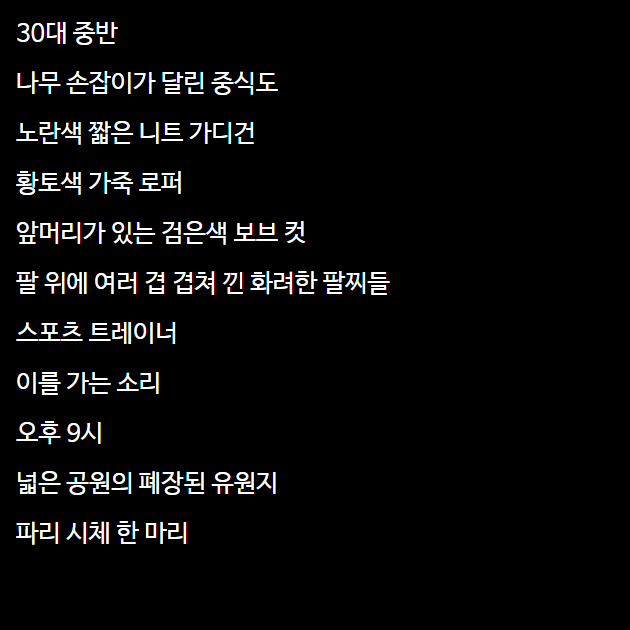 30대 중반
나무 손잡이가 달린 중식도
노란색 짧은 니트 가디건
황토색 가죽 로퍼
앞머리가 있는 검은색 보브 컷
팔 위에 여러 겹 겹쳐 낀 화려한 팔찌들
스포츠 트레이너
이를 가는 소리
오후 9시
넓은 공원의 폐장된 유원지
파리 시체 한 마리